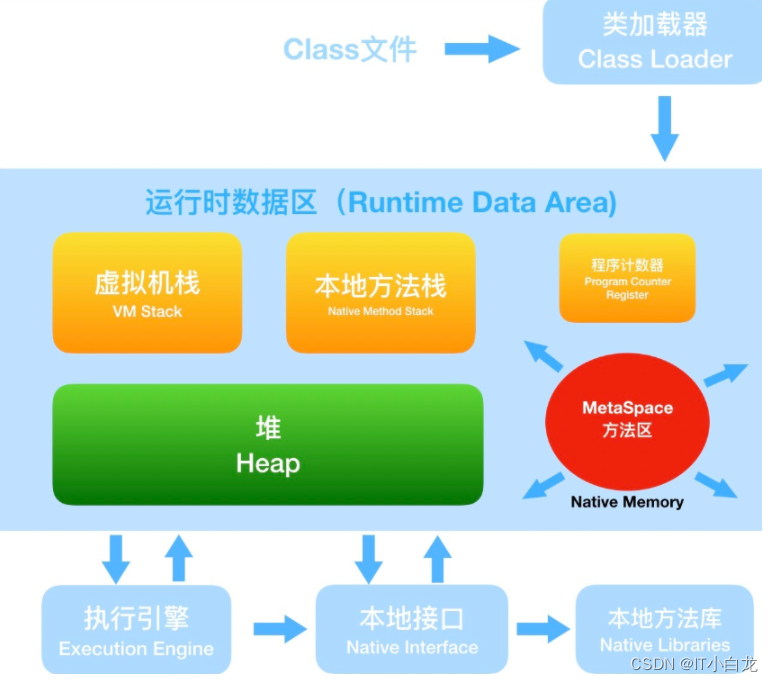 Class文件
类加载器
Class Loader
运行时数据区（Runtime Data Area)
虚拟机栈
VM Stack
本地方法栈
Native Method Stack
程序计数器
Program Counter
Register
堆
Heap
MetaSpace
方法区
Native Memory
执行引擎
Execution Engine
本地接口
Native Interface
本地方法库
Native Libraries
CSDN @IT小白龙